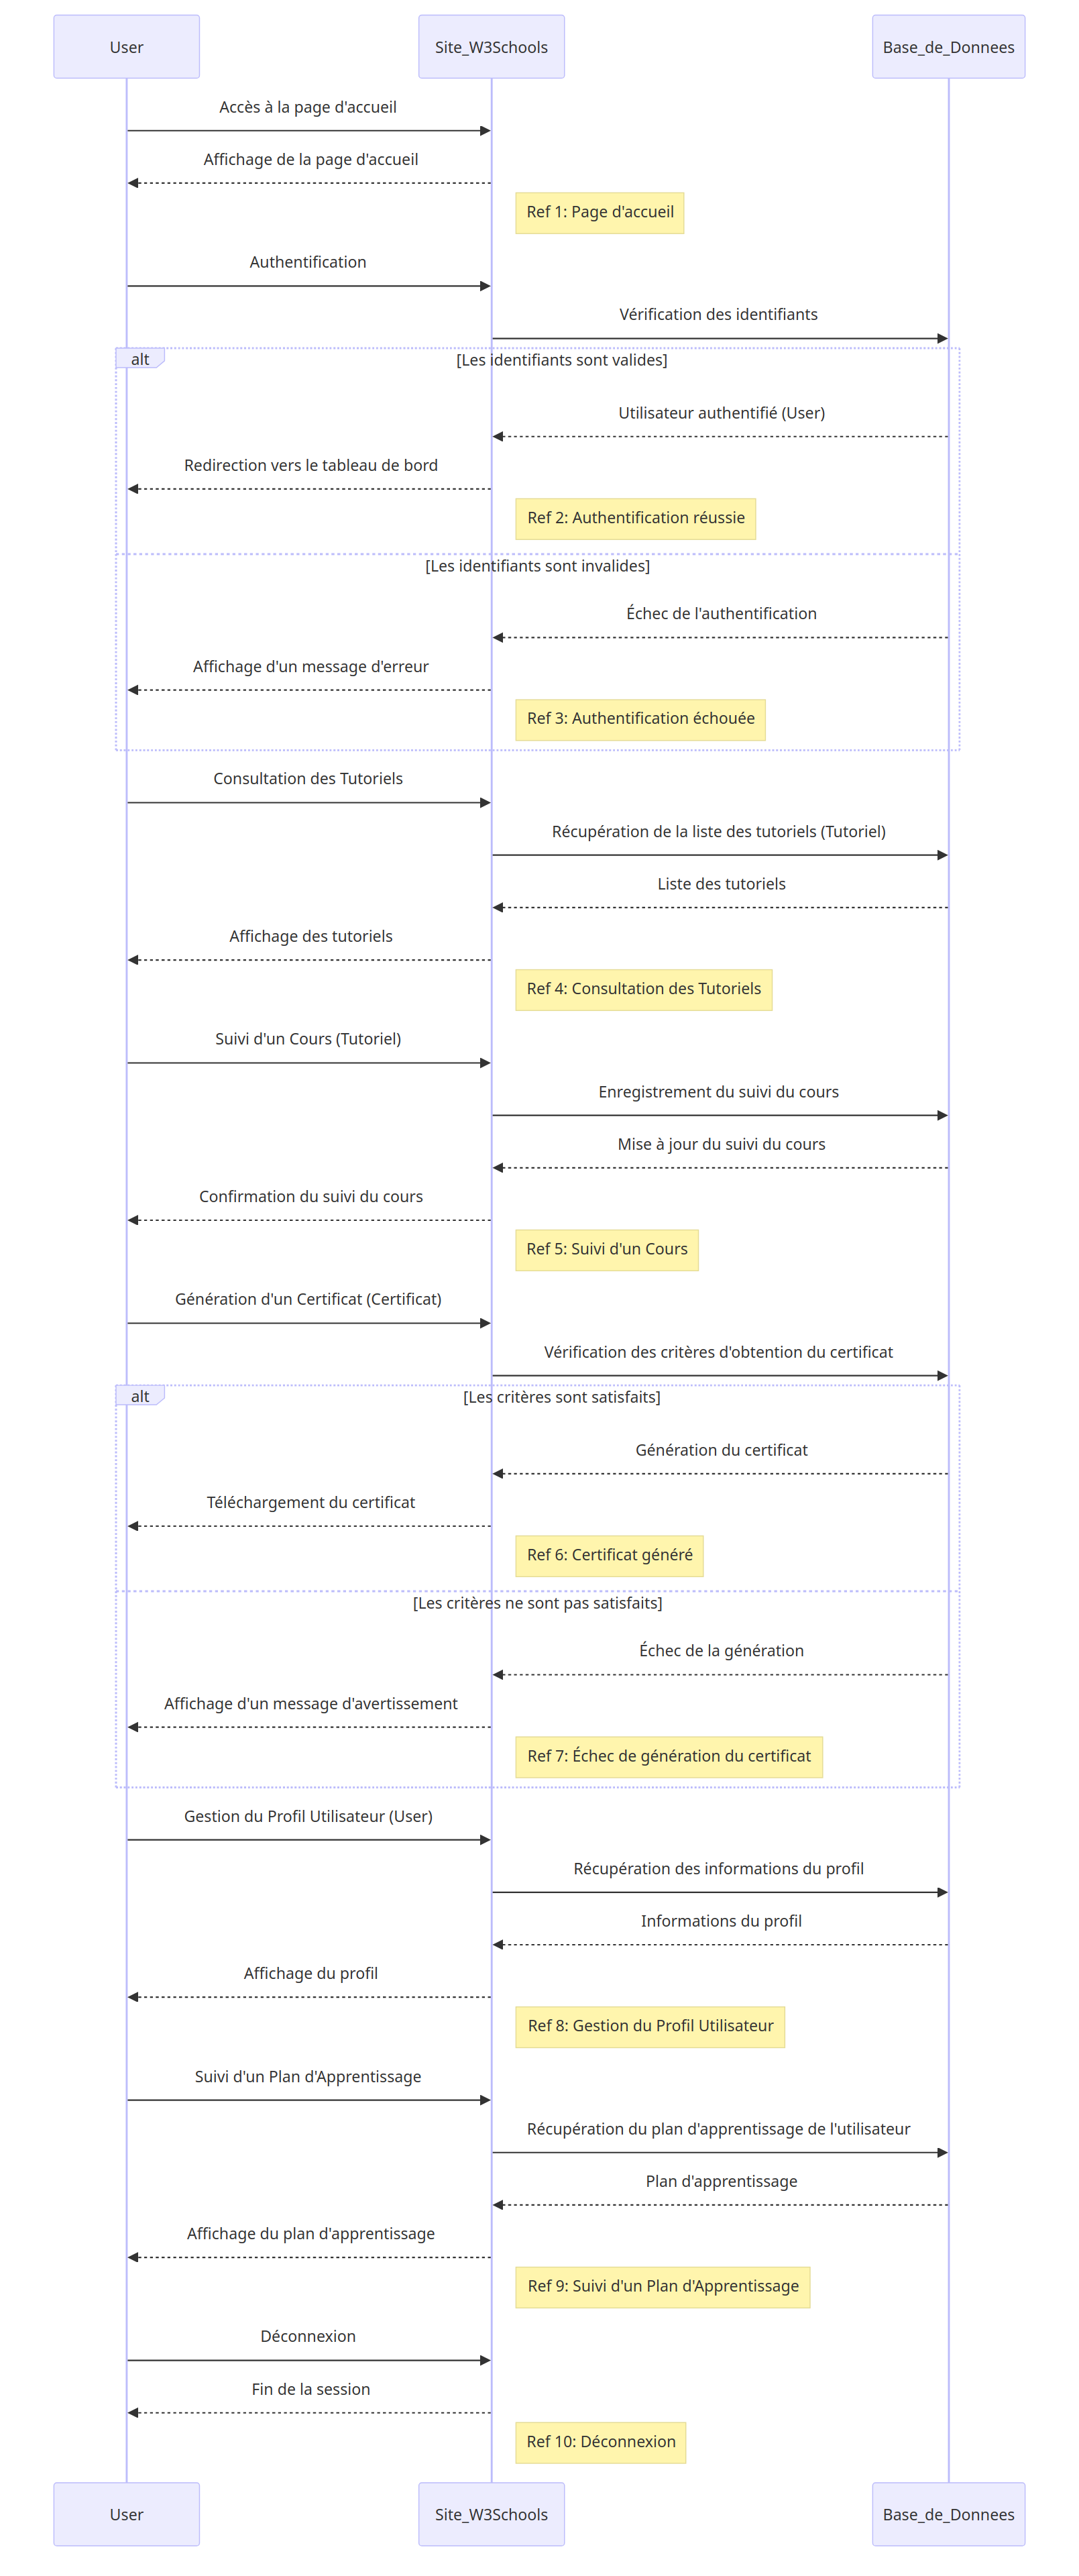 User
Site_W3Schools
Base_de_Donnees
Accès à la page d'accueil
Affichage de la page d'accueil
Ref 1: Page d'accueil
Authentification
Vérification des identifiants
alt
[Les identifiants sont valides]
Utilisateur authentifié (User)
Redirection vers le tableau de bord
Ref 2: Authentification réussie
[Les identifiants sont invalides]
Échec de l'authentification
Affichage d'un message d'erreur
Ref 3: Authentification échouée
Consultation des Tutoriels
Récupération de la liste des tutoriels (Tutoriel)
Liste des tutoriels
Affichage des tutoriels
Ref 4: Consultation des Tutoriels
Suivi d'un Cours (Tutoriel)
Enregistrement du suivi du cours
Mise à jour du suivi du cours
Confirmation du suivi du cours
Ref 5: Suivi d'un Cours
Génération d'un Certificat (Certificat)
Vérification des critères d'obtention du certificat
alt
[Les critères sont satisfaits]
Génération du certificat
Téléchargement du certificat
Ref 6: Certificat généré
[Les critères ne sont pas satisfaits]
Échec de la génération
Affichage d'un message d'avertissement
Ref 7: Échec de génération du certificat
Gestion du Profil Utilisateur (User)
Récupération des informations du profil
Informations du profil
Affichage du profil
Ref 8: Gestion du Profil Utilisateur
Suivi d'un Plan d'Apprentissage
Récupération du plan d'apprentissage de l'utilisateur
Plan d'apprentissage
Affichage du plan d'apprentissage
Ref 9: Suivi d'un Plan d'Apprentissage
Déconnexion
Fin de la session
Ref 10: Déconnexion
User
Site_W3Schools
Base_de_Donnees